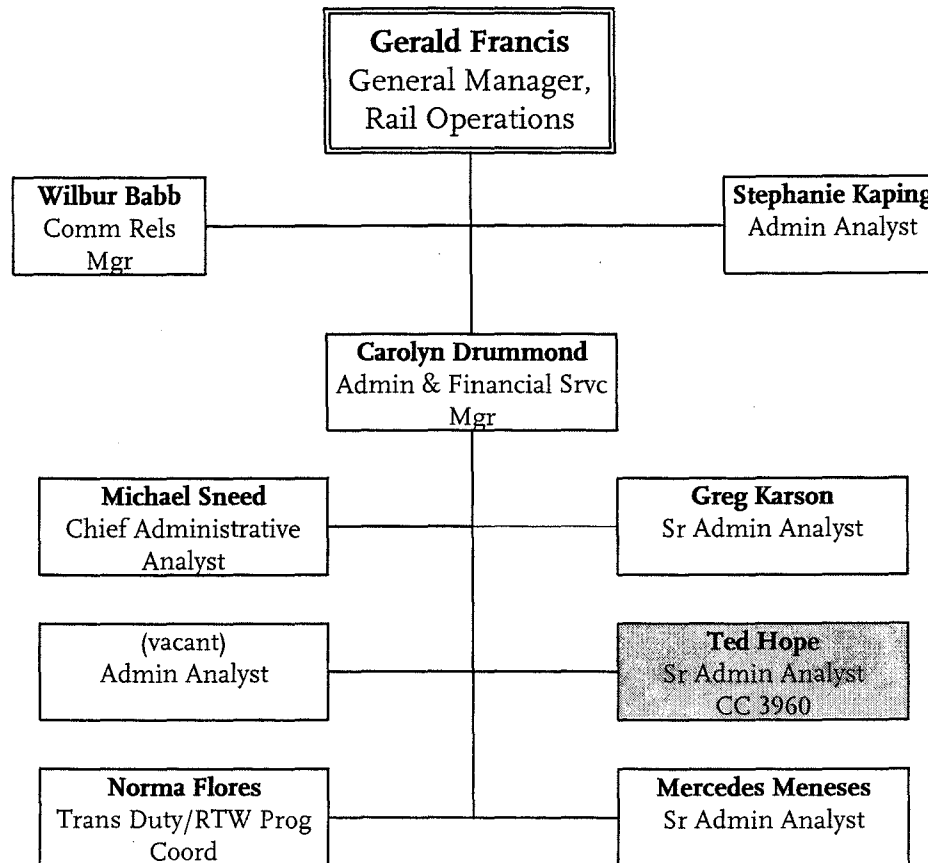 Gerald Francis
General Manager,
Rail Operations
Wilbur Babb
Comm Rels
Mgr
Stephanie Kaping
Admin Analyst
Carolyn Drummond
Admin & Financial Srvc
Mgr
Michael Sneed
Chief Administrative
Analyst
Greg Karson
Sr Admin Analyst
(vacant)
Admin Analyst
Ted Hope
Sr Admin Analyst
CC 3960
Norma Flores
Trans Duty/RTW Prog
Coord
Mercedes Meneses
Sr Admin Analyst